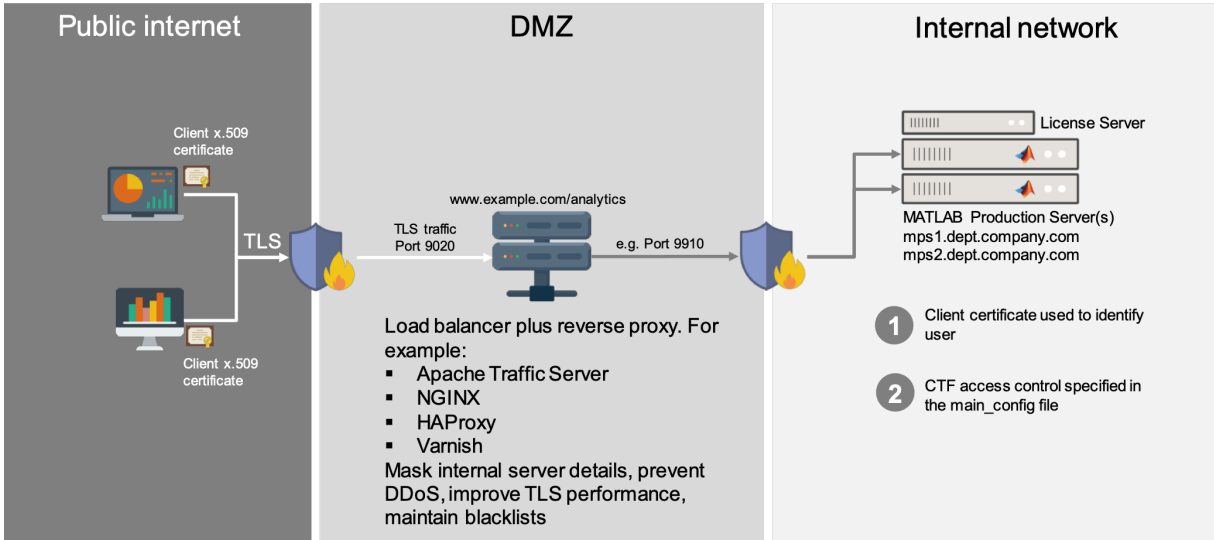 Public internet
DMZ
Internal network
Client x.509
certificate
TLS
Client x.509
certificate
www.example.com/analytics
TLS traffic
Port 9020
e.g. Port 9910
Load balancer plus reverse proxy. For
example:
▪ Apache Traffic Server
▪ NGINX
▪ HAProxy
▪ Varnish
Mask internal server details, prevent
DDoS, improve TLS performance,
maintain blacklists
License Server
MATLAB Production Server(s)
mps1.dept.company.com
mps2.dept.company.com
1 Client certificate used to identify
user
2 CTF access control specified in
the main_config file